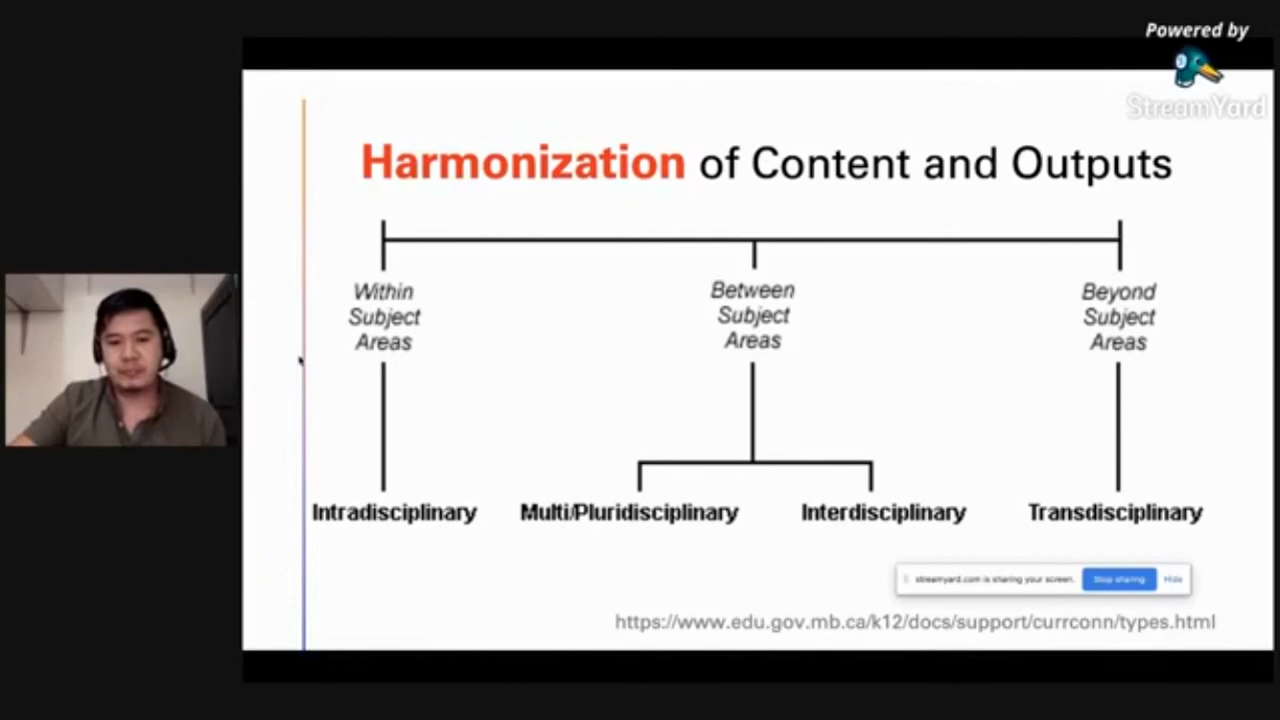 Powered by
StreamYard
Harmonization of Content and Outputs
Within
Subject
Areas
Between
Subject
Areas
Beyond
Subject
Areas
Intradisciplinary
Multi/Pluridisciplinary
Interdisciplinary
Transdisciplinary
streamyard.com is sharing your screen.
Stop sharing
Hide
https://www.edu.gov.mb.ca/k12/docs/support/currconn/types.html